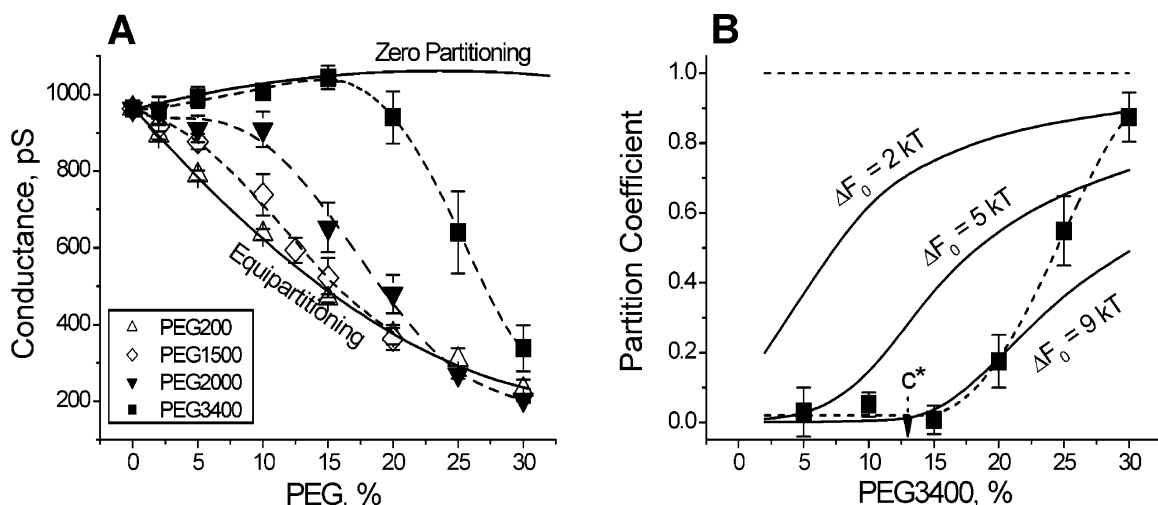 A
Zero Partitioning
Conductance, pS
1000
800
600
400
200
Equipartitioning
PEG200
PEG1500
PEG2000
PEG3400
0 5 10 15 20 25 30
PEG, %
B
Partition Coefficient
1.0
0.8
0.6
0.4
0.2
0.0
ΔF₀ = 2 kT
ΔF₀ = 5 kT
ΔF₀ = 9 kT
c*
0 5 10 15 20 25 30
PEG3400, %